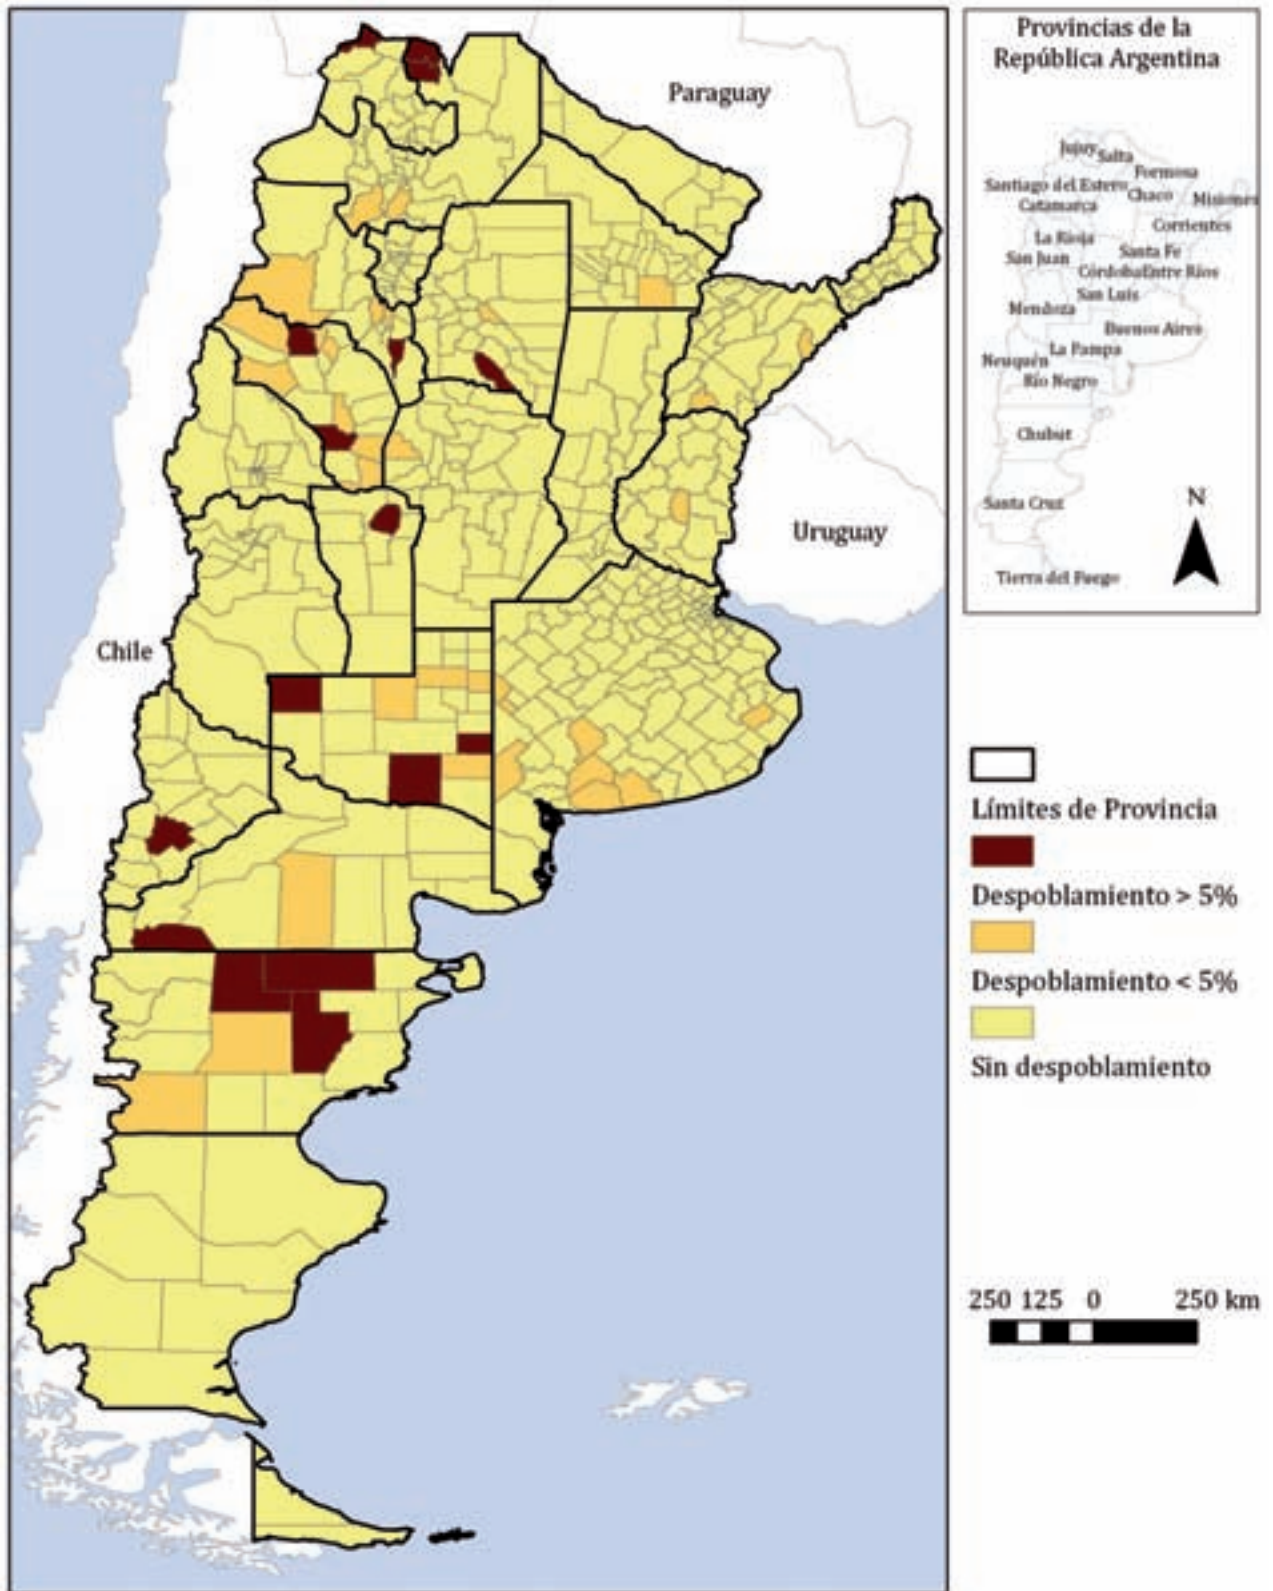 Paraguay
Uruguay
Chile
Provincias de la
República Argentina
Jujuy
Salta
Formosa
Santiago del Estero
Chaco
Misiones
Catamarca
Corrientes
La Rioja
Santa Fe
San Juan
Córdoba
Entre Ríos
San Luis
Mendoza
Buenos Aires
La Pampa
Neuquén
Río Negro
Chubut
Santa Cruz
N
Tierra del Fuego
Límites de Provincia
Despoblamiento > 5%
Despoblamiento < 5%
Sin despoblamiento
250 125 0 250 km